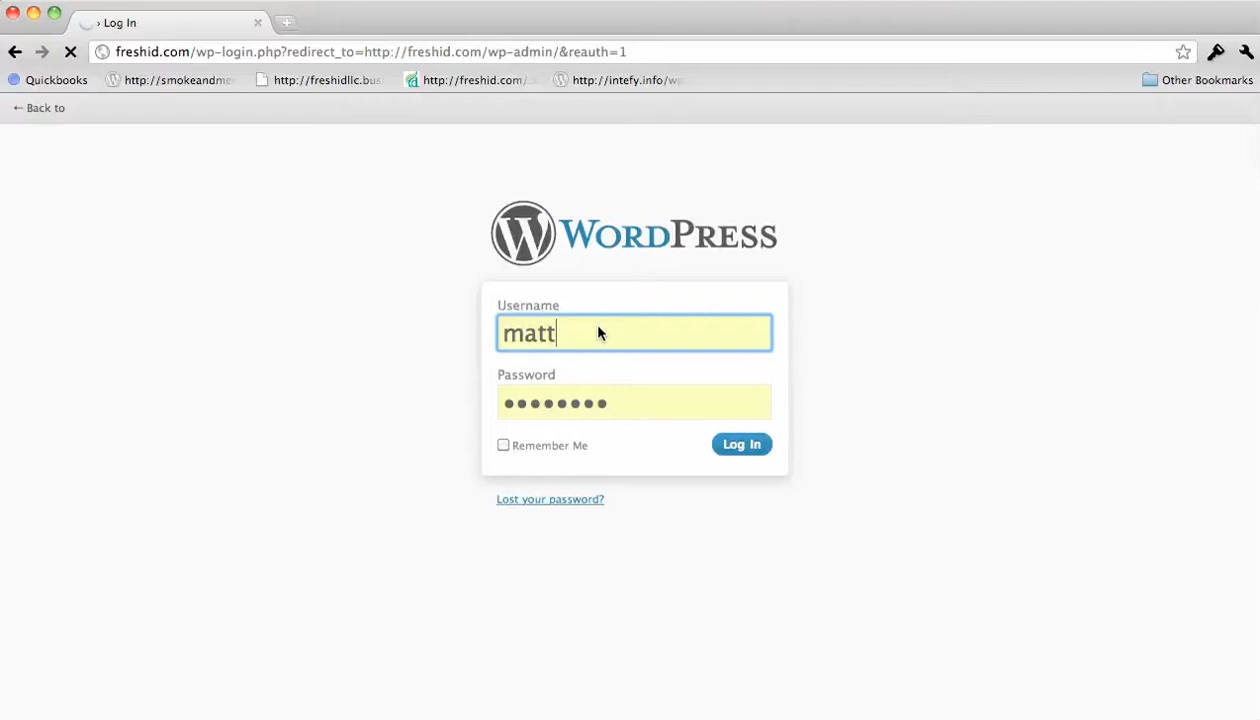 › Log In
freshid.com/wp-login.php?redirect_to=http://freshid.com/wp-admin/&reauth=1
Quickbooks http://smokeandme http://freshidllc.bus http://freshid.com/. http://intefy.info/w Other Bookmarks
← Back to
WORDPRESS
Username
matt
Password
Remember Me Log In
Lost your password?